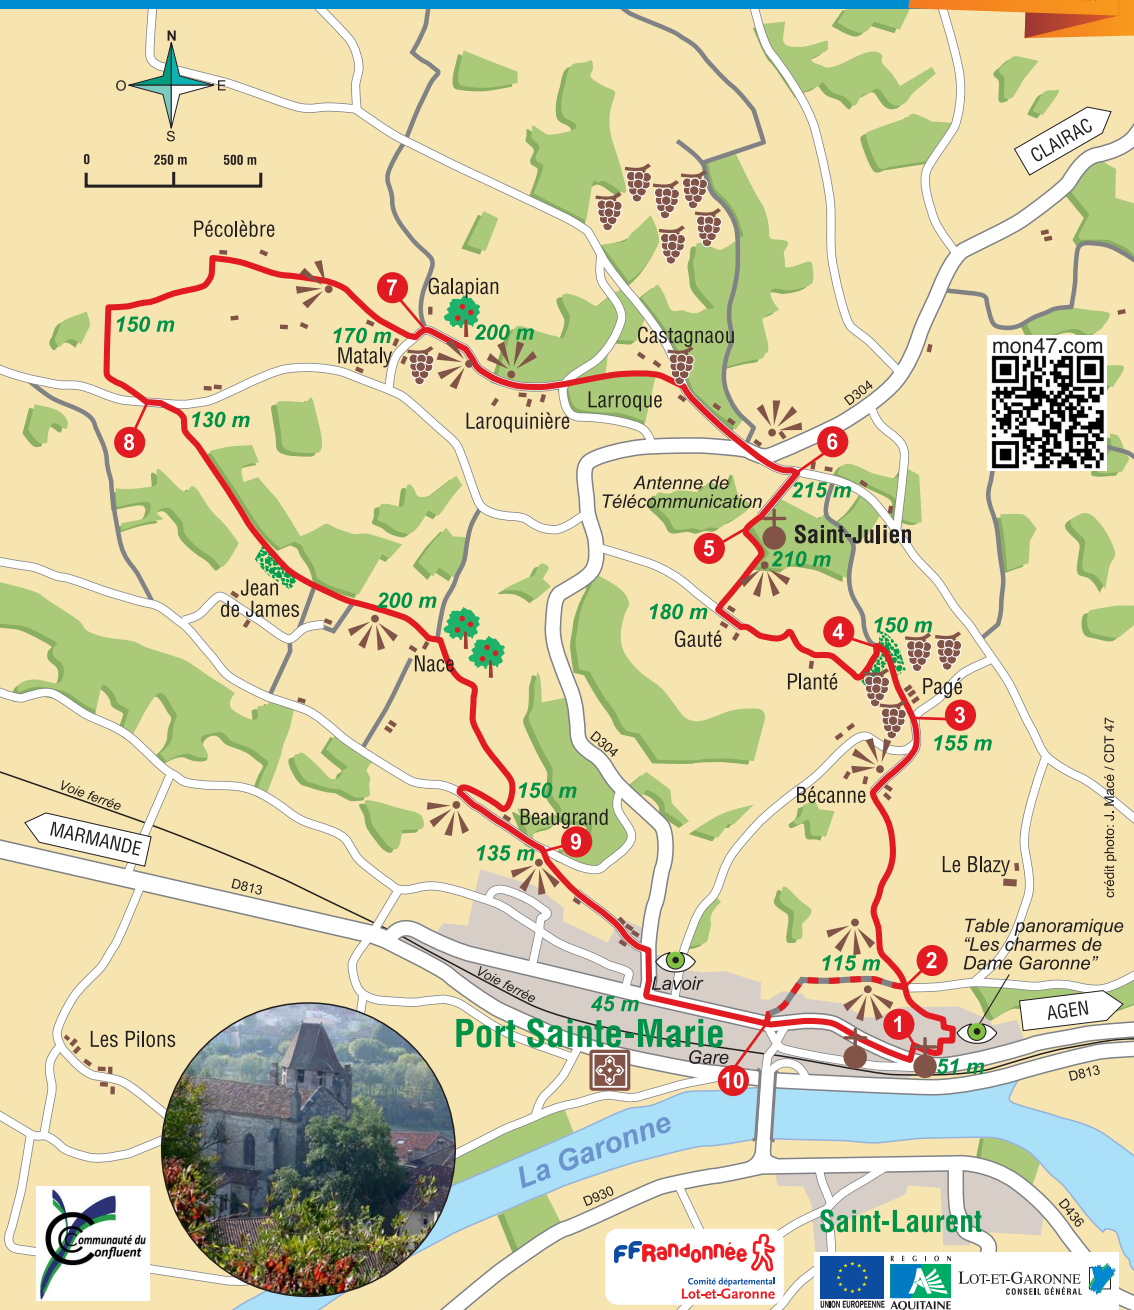 N
O
E
S
0
250 m
500 m
CLAIRAC
Pécolèbre
7
Galapian
150 m
170 m
200 m
Mataly
Castagnaou
mon47.com
Larroque
Laroquinière
D304
130 m
8
6
Antenne de
Télécommunication
215 m
5
Saint-Julien
210 m
Jean
de James
200 m
180 m
Gauté
4
150 m
Nace
Planté
Pagé
3
155 m
D304
Voie ferrée
150 m
Bécanne
Beaugrand
MARMANDE
9
135 m
Le Blazy
D813
crédit photo: J. Macé / CDT 47
Table panoramique
“Les charmes de
Dame Garonne”
115 m
2
Voie ferrée
Lavoir
45 m
AGEN
1
Port Sainte-Marie
Les Pilons
Gare
51 m
D813
10
La Garonne
D930
D436
Saint-Laurent
Communauté du
Confluent
FFRandonnée
Comité départemental
Lot-et-Garonne
UNION EUROPEENNE
REGION
AQUITAINE
LOT-ET-GARONNE
CONSEIL GÉNÉRAL